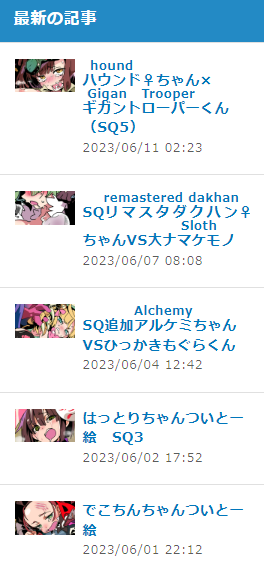 最新の記事
hound
ハウンド♀ちゃん×
Gigan Trooper
ギガントローパーくん
（SQ5）
2023/06/11 02:23
remastered dakhan
SQリマスタダクハン♀
Sloth
ちゃんVS大ナマケモノ
2023/06/07 08:08
Alchemy
SQ追加アルケミちゃん
VSひっかきもぐらくん
2023/06/04 12:42
はっとりちゃんついと一
絵　SQ3
2023/06/02 17:52
でこちんちゃんついと一
絵
2023/06/01 22:12